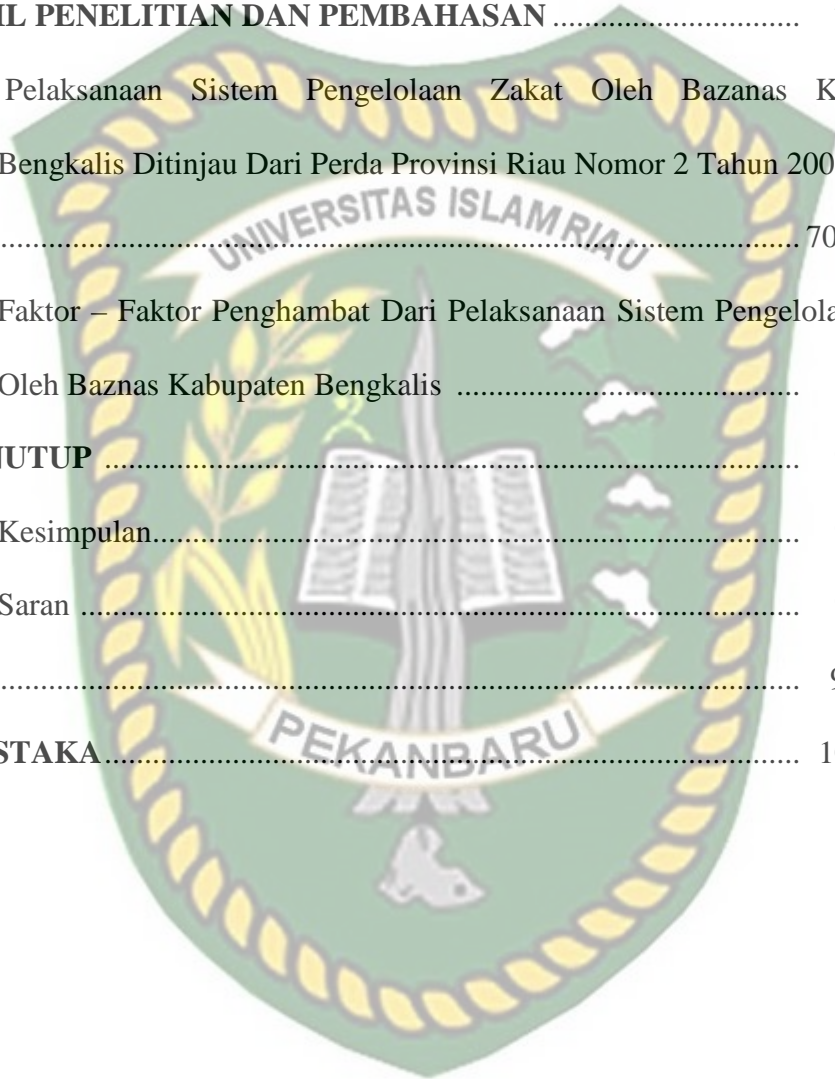 IL PENELITIAN DAN PEMBAHASAN ..............................
Pelaksanaan Sistem Pengelolaan Zakat Oleh Bazanas K
Bengkalis Ditinjau Dari Perda Provinsi Riau Nomor 2 Tahun 200
UNIVERSITAS ISLAM RIAU
.................................................................................................... 70
Faktor – Faktor Penghambat Dari Pelaksanaan Sistem Pengelola
Oleh Baznas Kabupaten Bengkalis ..........................................
NUTUP ................................................................................
Kesimpulan..........................................................................
Saran ...................................................................................
.................................................................................................... 9
PEKANBARU
STAKA ................................................................................ 1